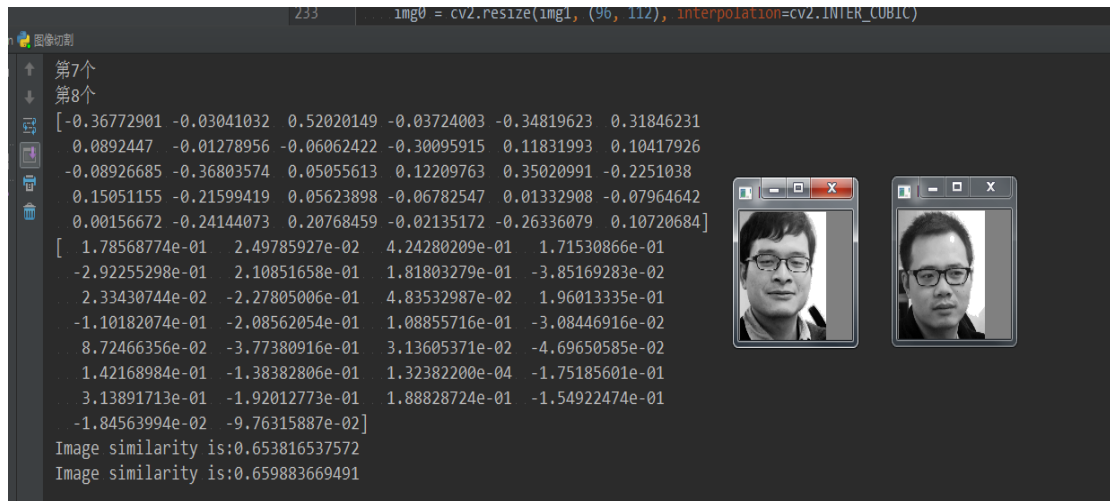 233 img0 = cv2.resize(img1, (96, 112), interpolation=cv2.INTER_CUBIC)
图像切割
第7个
第8个
[-0.36772901 -0.03041032 0.52020149 -0.03724003 -0.34819623 0.31846231
0.0892447 -0.01278956 -0.06062422 -0.30095915 0.11831993 0.10417926
-0.08926685 -0.36803574 0.05055613 0.12209763 0.35020991 -0.2251038
0.15051155 -0.21599419 0.05623898 -0.06782547 0.01332908 -0.07964642
0.00156672 -0.24144073 0.20768459 -0.02135172 -0.26336079 0.10720684]
[ 1.78568774e-01 2.49785927e-02 4.24280209e-01 1.71530866e-01
-2.92255298e-01 2.10851658e-01 1.81803279e-01 -3.85169283e-02
2.33430744e-02 -2.27805006e-01 4.83532987e-02 1.96013335e-01
-1.10182074e-01 -2.08562054e-01 1.08855716e-01 -3.08446916e-02
8.72466356e-02 -3.77380916e-01 3.13605371e-02 -4.69650585e-02
1.42168984e-01 -1.38382806e-01 1.32382200e-04 -1.75185601e-01
3.13891713e-01 -1.92012773e-01 1.88828724e-01 -1.54922474e-01
-1.84563994e-02 -9.76315887e-02]
Image similarity is:0.653816537572
Image similarity is:0.659883669491